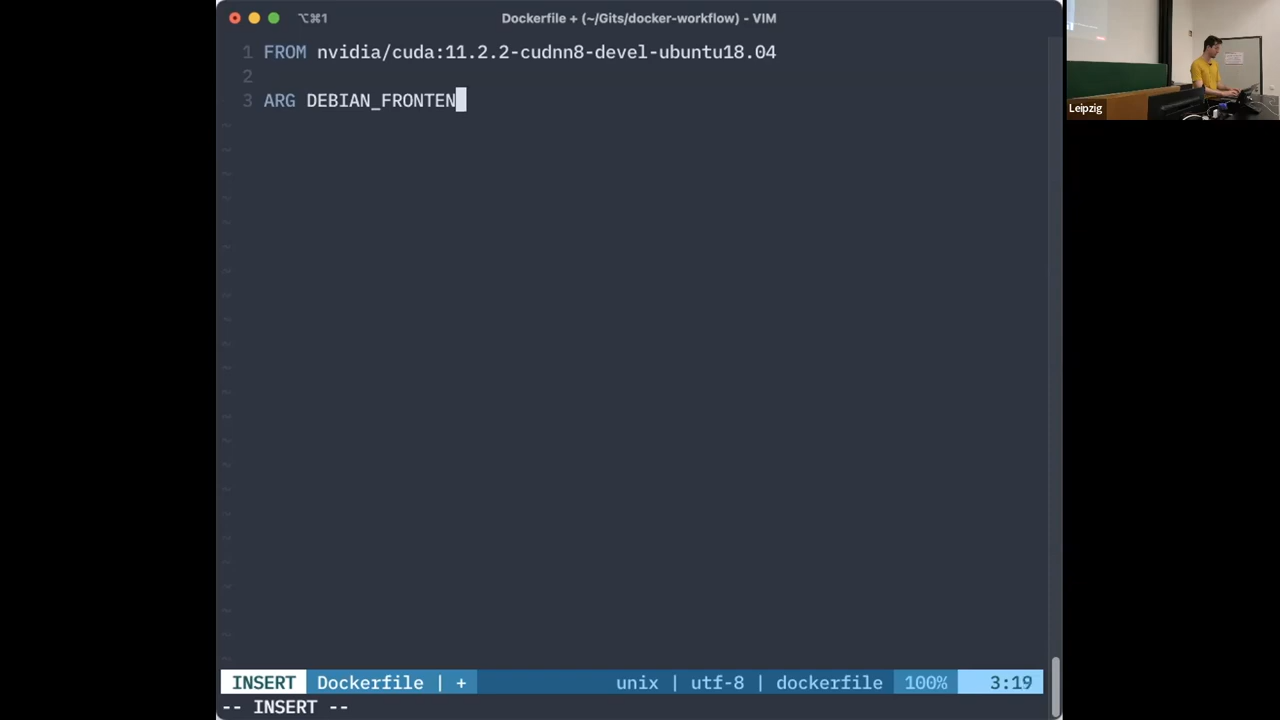 ⌥⌘1
Dockerfile + (~/Gits/docker-workflow) - VIM
1 FROM nvidia/cuda:11.2.2-cudnn8-devel-ubuntu18.04
2
3 ARG DEBIAN_FRONTEN
Leipzig
INSERT Dockerfile | + unix | utf-8 | dockerfile 100% 3:19
-- INSERT --